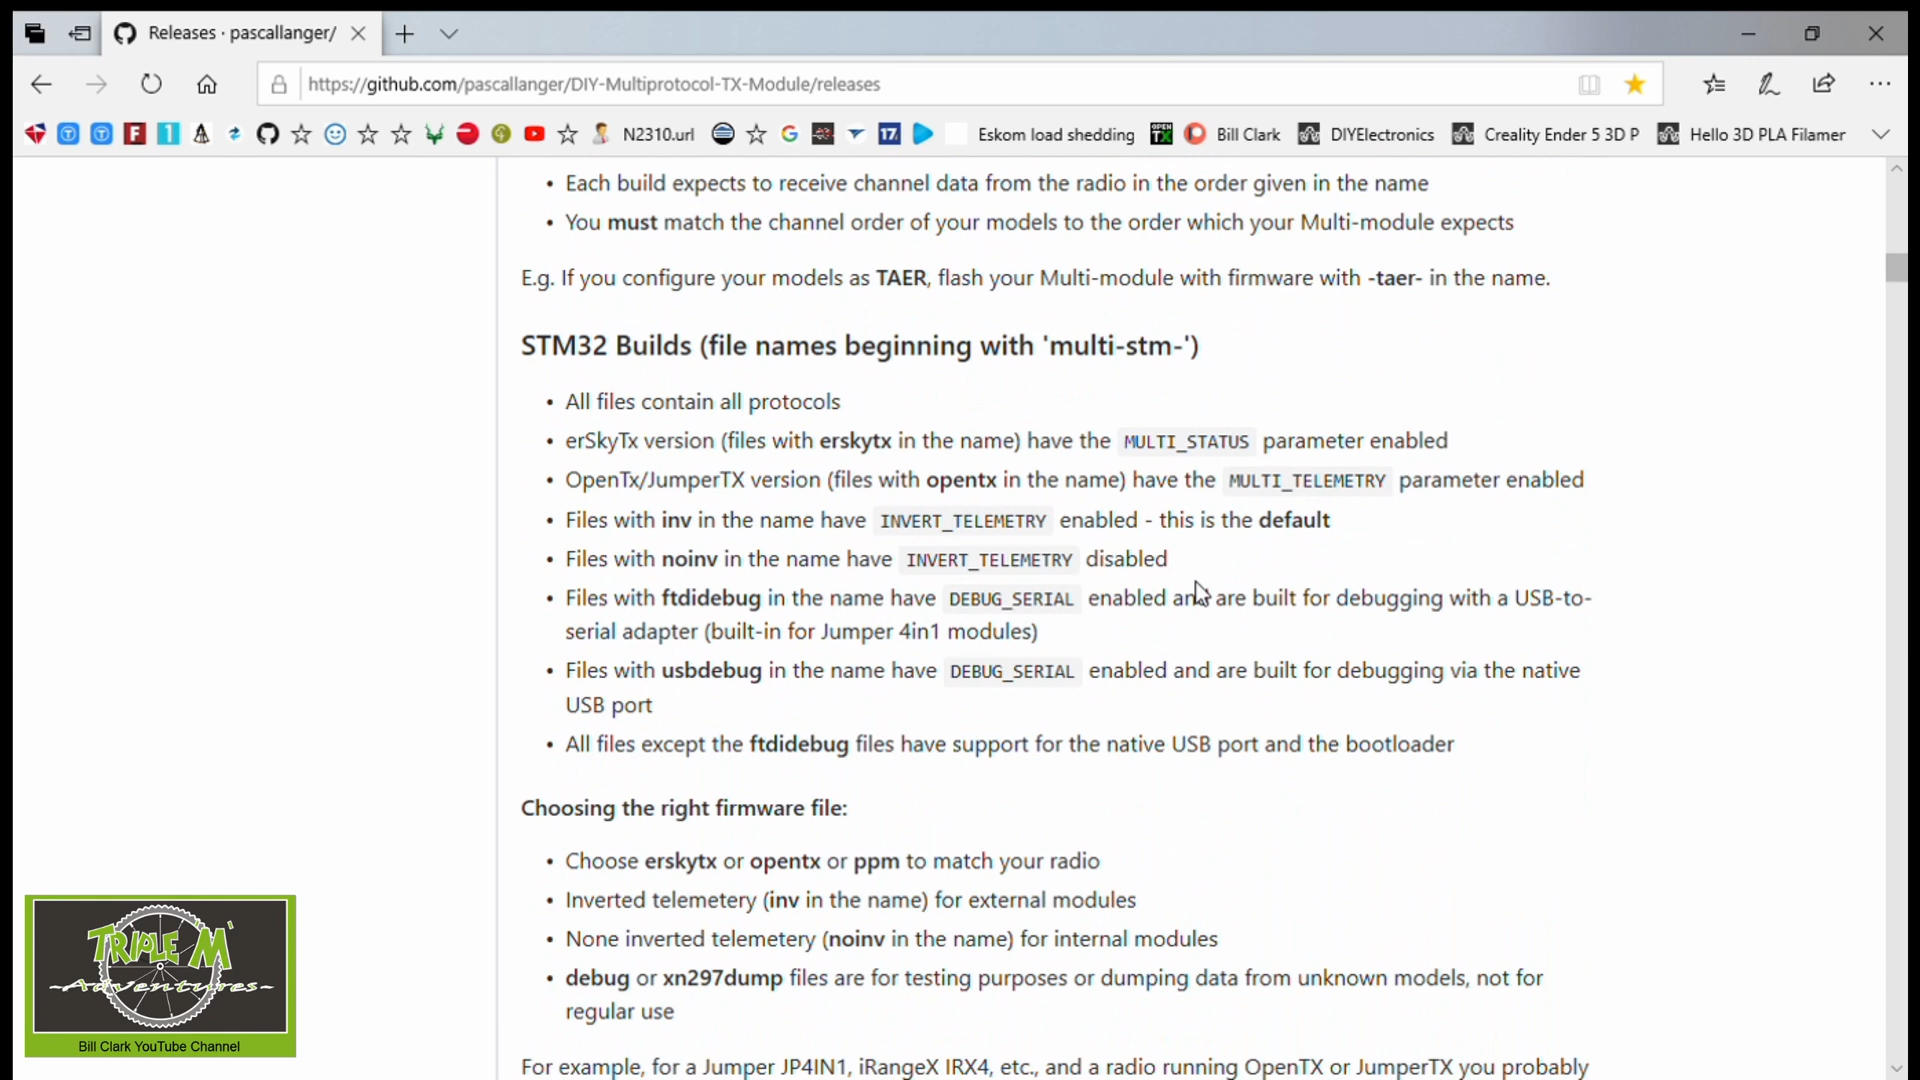 Releases · pascallanger/
https://github.com/pascallanger/DIY-Multiprotocol-TX-Module/releases
N2310.url
Eskom load shedding
Bill Clark
DIYElectronics
Creality Ender 5 3D P
Hello 3D PLA Filamer
• Each build expects to receive channel data from the radio in the order given in the name
• You must match the channel order of your models to the order which your Multi-module expects
E.g. If you configure your models as TAER, flash your Multi-module with firmware with -taer- in the name.
STM32 Builds (file names beginning with 'multi-stm-')
• All files contain all protocols
• erSkyTx version (files with erskytx in the name) have the MULTI_STATUS parameter enabled
• OpenTx/JumperTX version (files with opentx in the name) have the MULTI_TELEMETRY parameter enabled
• Files with inv in the name have INVERT_TELEMETRY enabled - this is the default
• Files with noinv in the name have INVERT_TELEMETRY disabled
• Files with ftdidebug in the name have DEBUG_SERIAL enabled and are built for debugging with a USB-to-
serial adapter (built-in for Jumper 4in1 modules)
• Files with usbdebug in the name have DEBUG_SERIAL enabled and are built for debugging via the native
USB port
• All files except the ftdidebug files have support for the native USB port and the bootloader
Choosing the right firmware file:
• Choose erskytx or opentx or ppm to match your radio
• Inverted telemetery (inv in the name) for external modules
• None inverted telemetery (noinv in the name) for internal modules
• debug or xn297dump files are for testing purposes or dumping data from unknown models, not for
regular use
For example, for a Jumper JP4IN1, iRangeX IRX4, etc., and a radio running OpenTX or JumperTX you probably
TRIPLE M'
-Adventures-
Bill Clark YouTube Channel